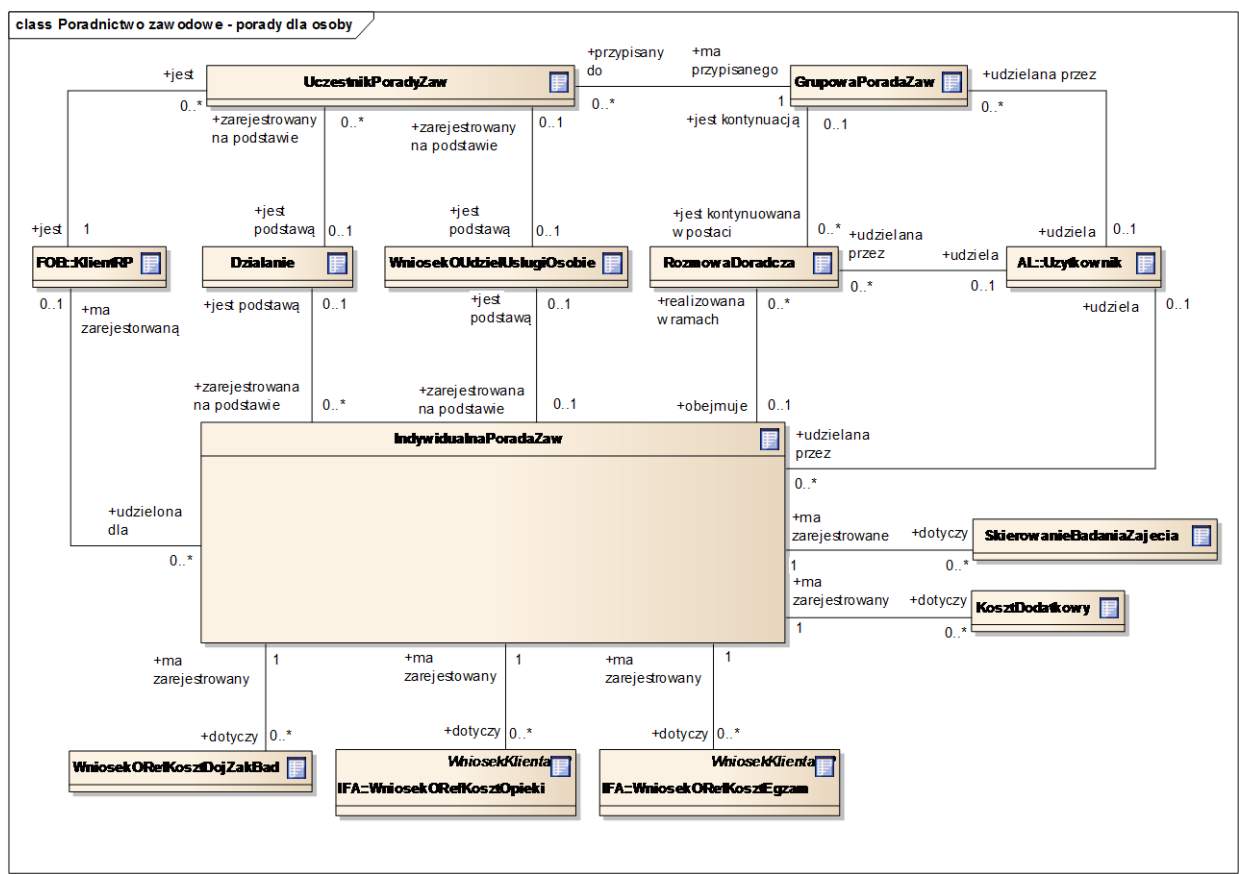 class Poradnictwo zawodowe - porady dla osoby
+jest
UczestnikPoradyZaw
+przypisany
do
+ma
przypisanego
GrupowaPoradaZaw
+udzielana przez
0..*
+zarejestrowany
na podstawie
0..*
+zarejestrowany
na podstawie
0..1
0..*
1
+jest kontynuacją
0..1
0..*
+jest
1
+jest
podstawą
0..1
+jest
podstawą
0..1
+jest kontynuowana
w postaci
0..*
+udzielana
przez
+udziela
0..1
FOB::KlientRP
Dzialanie
WniosekOUdzielUslugiOsobie
RozmowaDoradcza
+udziela
AL::Uzytkownik
0..*
0..1
0..1
+ma
zarejestorwaną
+jest podstawą
0..1
+jest
podstawą
0..1
+realizowana
w ramach
0..*
+udziela
0..1
+zarejestrowana
na podstawie
0..*
+zarejestrowana
na podstawie
0..1
+obejmuje
0..1
IndywidualnaPoradaZaw
+udzielana
przez
0..*
+udzielona
dla
0..*
+ma
zarejestrowane
1
+dotyczy
0..*
SkierowanieBadaniaZajecia
+ma
zarejestrowany
1
+dotyczy
0..*
KosztDodatkowy
+ma
zarejestrowany
1
+ma
zarejestowany
1
+ma
zarejestrowany
1
+dotyczy
0..*
+dotyczy
0..*
+dotyczy
0..*
WniosekORefKosztDojZakBad
WniosekKlienta
IFA::WniosekORefKosztOpieki
WniosekKlienta
IFA::WniosekORefKosztEgzam